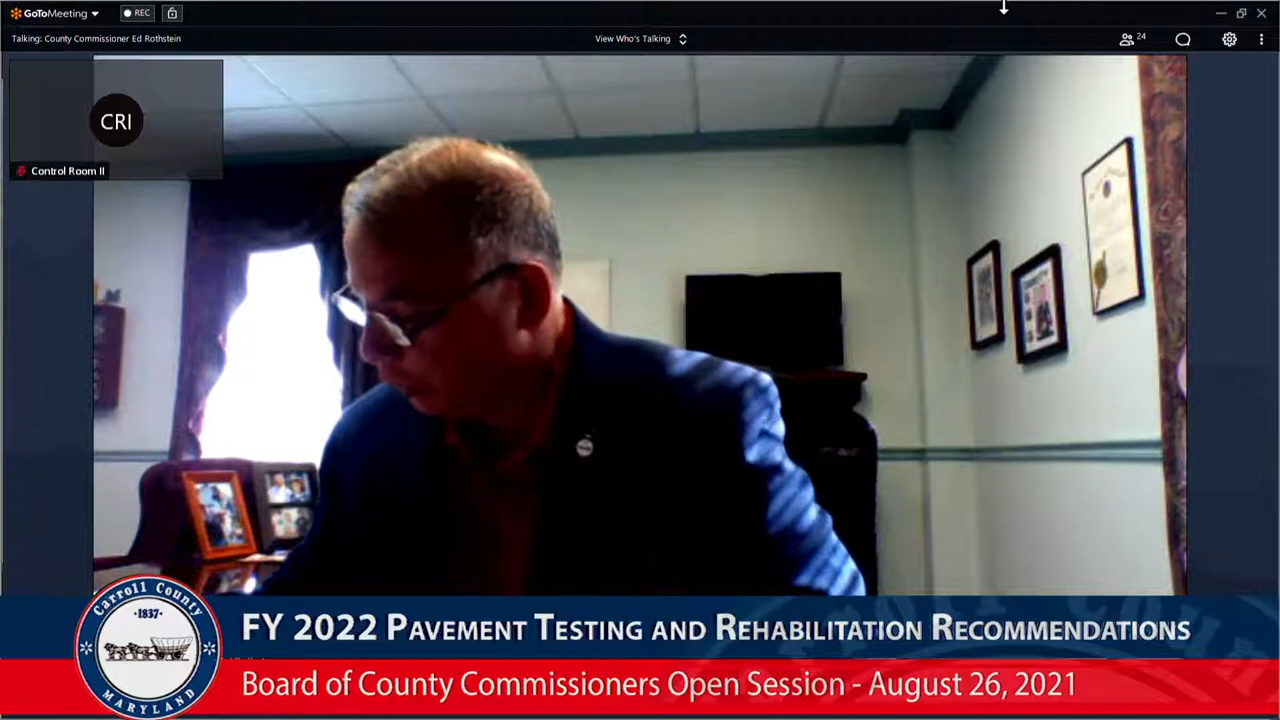 GoToMeeting
REC
Talking: County Commissioner Ed Rothstein
View Who's Talking
24
CRI
Control Room II
Carroll County
·1837·
MARYLAND
FY 2022 PAVEMENT TESTING AND REHABILITATION RECOMMENDATIONS
Board of County Commissioners Open Session - August 26, 2021